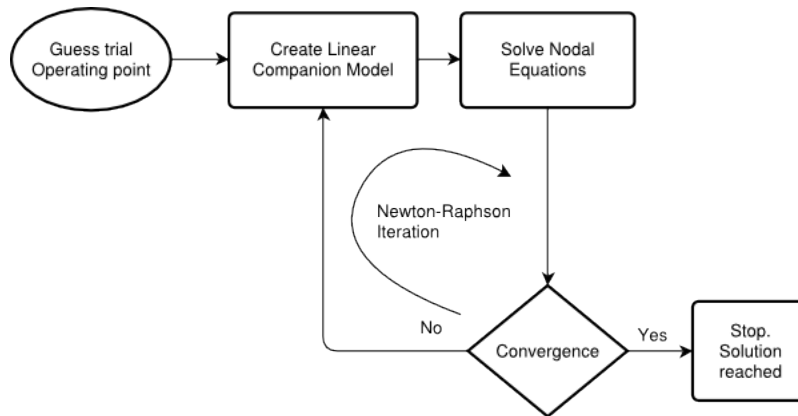 Guess trial
Operating point
Create Linear
Companion Model
Solve Nodal
Equations
Newton-Raphson
Iteration
No
Convergence
Yes
Stop.
Solution
reached